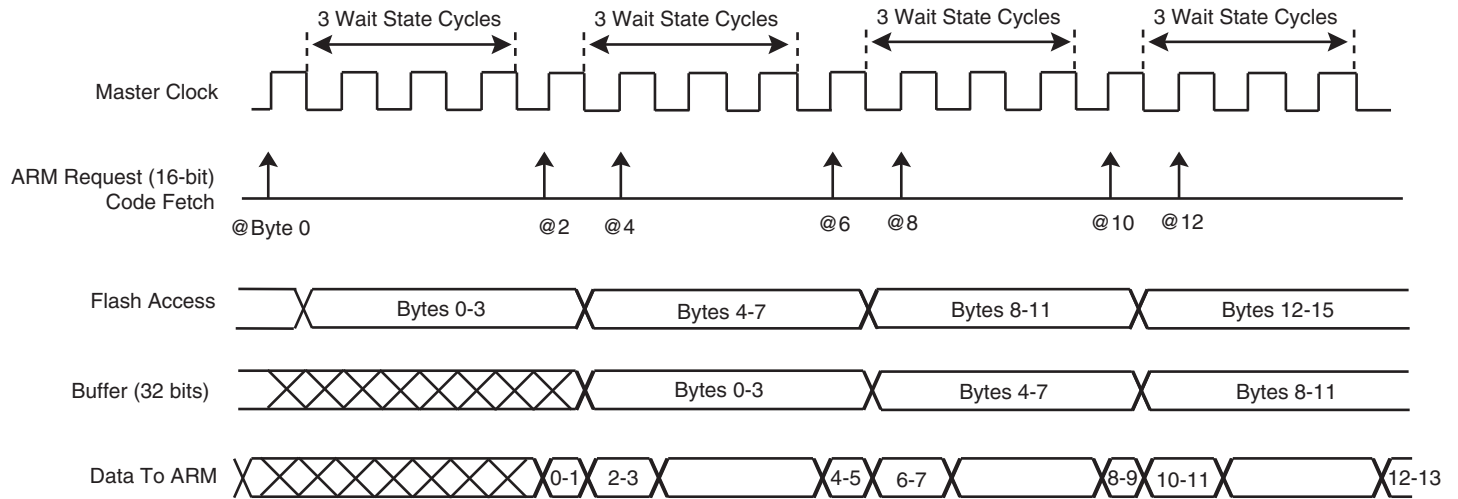 3 Wait State Cycles
3 Wait State Cycles
3 Wait State Cycles
3 Wait State Cycles
Master Clock
ARM Request (16-bit)
Code Fetch
@Byte 0
@2
@4
@6
@8
@10
@12
Flash Access
Bytes 0-3
Bytes 4-7
Bytes 8-11
Bytes 12-15
Buffer (32 bits)
Bytes 0-3
Bytes 4-7
Bytes 8-11
Data To ARM
0-1
2-3
4-5
6-7
8-9
10-11
12-13